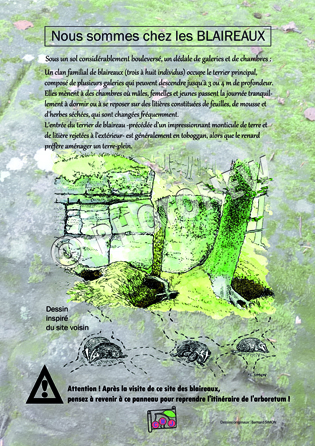 Nous sommes chez les BLAIREAUX
Sous un sol considérablement bouleversé, un dédale de galeries et de chambres :
Un clan familial de blaireaux (trois à huit individus) occupe le terrier principal,
composé de plusieurs galeries qui peuvent descendre jusqu'à 3 ou 4 m de profondeur.
Elles mènent à des chambres où mâles, femelles et jeunes passent la journée tranquil-
lement à dormir ou à se reposer sur des litières constituées de feuilles, de mousse et
d'herbes séchées, qui sont changées fréquemment.
L'entrée du terrier de blaireau -précédée d'un impressionnant monticule de terre et
de litière rejetées à l'extérieur- est généralement en toboggan, alors que le renard
préfère aménager un terre-plein.
Dessin
inspiré
du site voisin
Attention ! Après la visite de ce site des blaireaux,
pensez à revenir à ce panneau pour reprendre l'itinéraire de l'arboretum !